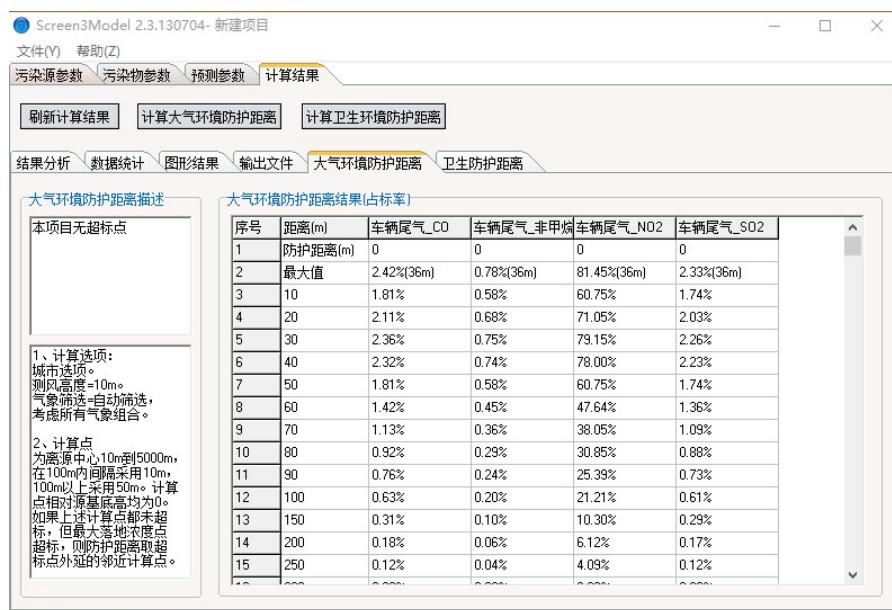 Screen3Model 2.3.130704- 新建项目
文件(Y) 帮助(Z)
污染源参数 污染物参数 预测参数 计算结果
刷新计算结果 计算大气环境防护距离 计算卫生环境防护距离
结果分析 数据统计 图形结果 输出文件 大气环境防护距离 卫生防护距离
大气环境防护距离描述
本项目无超标点
1、计算选项:
城市选项。
测风高度=10m。
气象筛选=自动筛选，
考虑所有气象组合。
2、计算点
为离源中心10m到5000m，
在100m内间隔采用10m，
100m以上采用50m。计算
点相对源基底高均为0。
如果上述计算点都未超
标，但最大落地浓度点
超标，则防护距离取超
标点外延的邻近计算点。
大气环境防护距离结果(占标率)
序号 距离(m) 车辆尾气_CO 车辆尾气_非甲烷 车辆尾气_NO2 车辆尾气_SO2
1 防护距离(m) 0 0 0 0
2 最大值 2.42%(36m) 0.78%(36m) 81.45%(36m) 2.33%(36m)
3 10 1.81% 0.58% 60.75% 1.74%
4 20 2.11% 0.68% 71.05% 2.03%
5 30 2.36% 0.75% 79.15% 2.26%
6 40 2.32% 0.74% 78.00% 2.23%
7 50 1.81% 0.58% 60.75% 1.74%
8 60 1.42% 0.45% 47.64% 1.36%
9 70 1.13% 0.36% 38.05% 1.09%
10 80 0.92% 0.29% 30.85% 0.88%
11 90 0.76% 0.24% 25.39% 0.73%
12 100 0.63% 0.20% 21.21% 0.61%
13 150 0.31% 0.10% 10.30% 0.29%
14 200 0.18% 0.06% 6.12% 0.17%
15 250 0.12% 0.04% 4.09% 0.12%